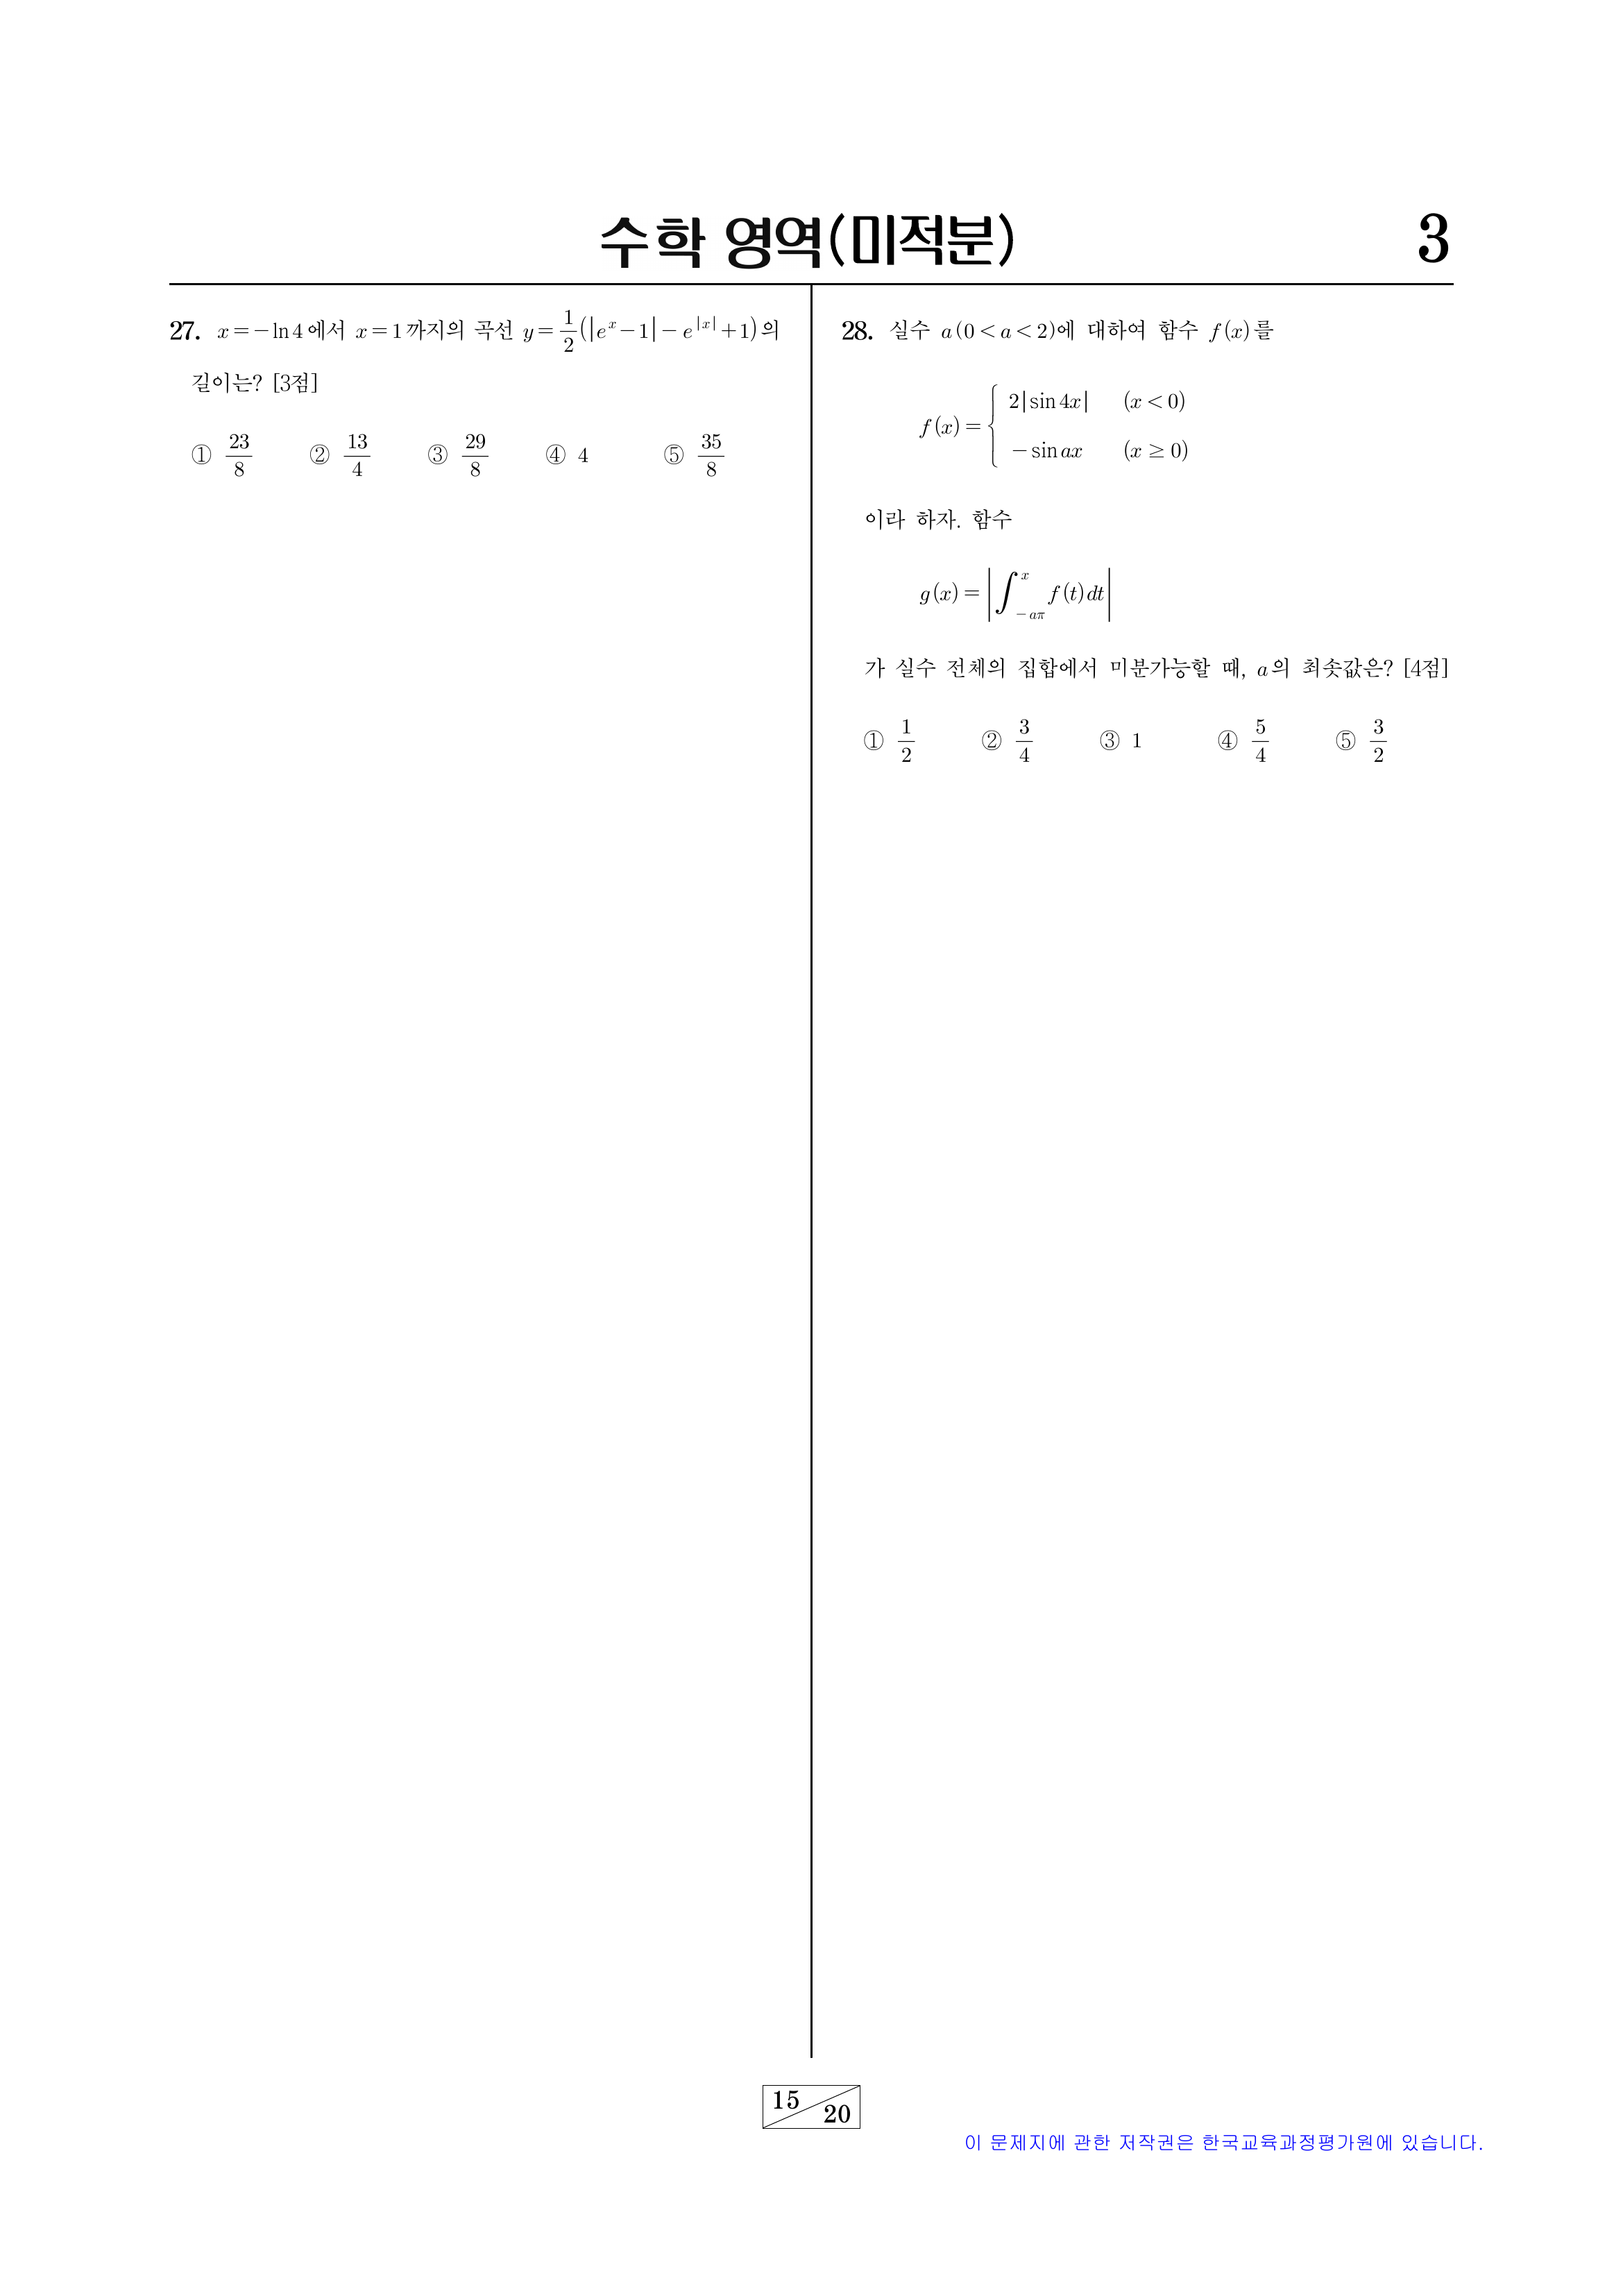 수학 영역(미적분)
3
27. x=-ln4에서 x=1까지의 곡선 y=\frac{1}{2}(|e^x-1|-e^{|x|}+1)의
길이는? [3점]
① \frac{23}{8} ② \frac{13}{4} ③ \frac{29}{8} ④ 4 ⑤ \frac{35}{8}
28. 실수 a(0<a<2)에 대하여 함수 f(x)를
f(x)=\begin{cases} 2|\sin 4x| & (x<0) \\ -\sin ax & (x≥0) \end{cases}
이라 하자. 함수
g(x)=\left|\int_{-aπ}^{x} f(t)dt\right|
가 실수 전체의 집합에서 미분가능할 때, a의 최솟값은? [4점]
① \frac{1}{2} ② \frac{3}{4} ③ 1 ④ \frac{5}{4} ⑤ \frac{3}{2}
15
20
이 문제지에 관한 저작권은 한국교육과정평가원에 있습니다.